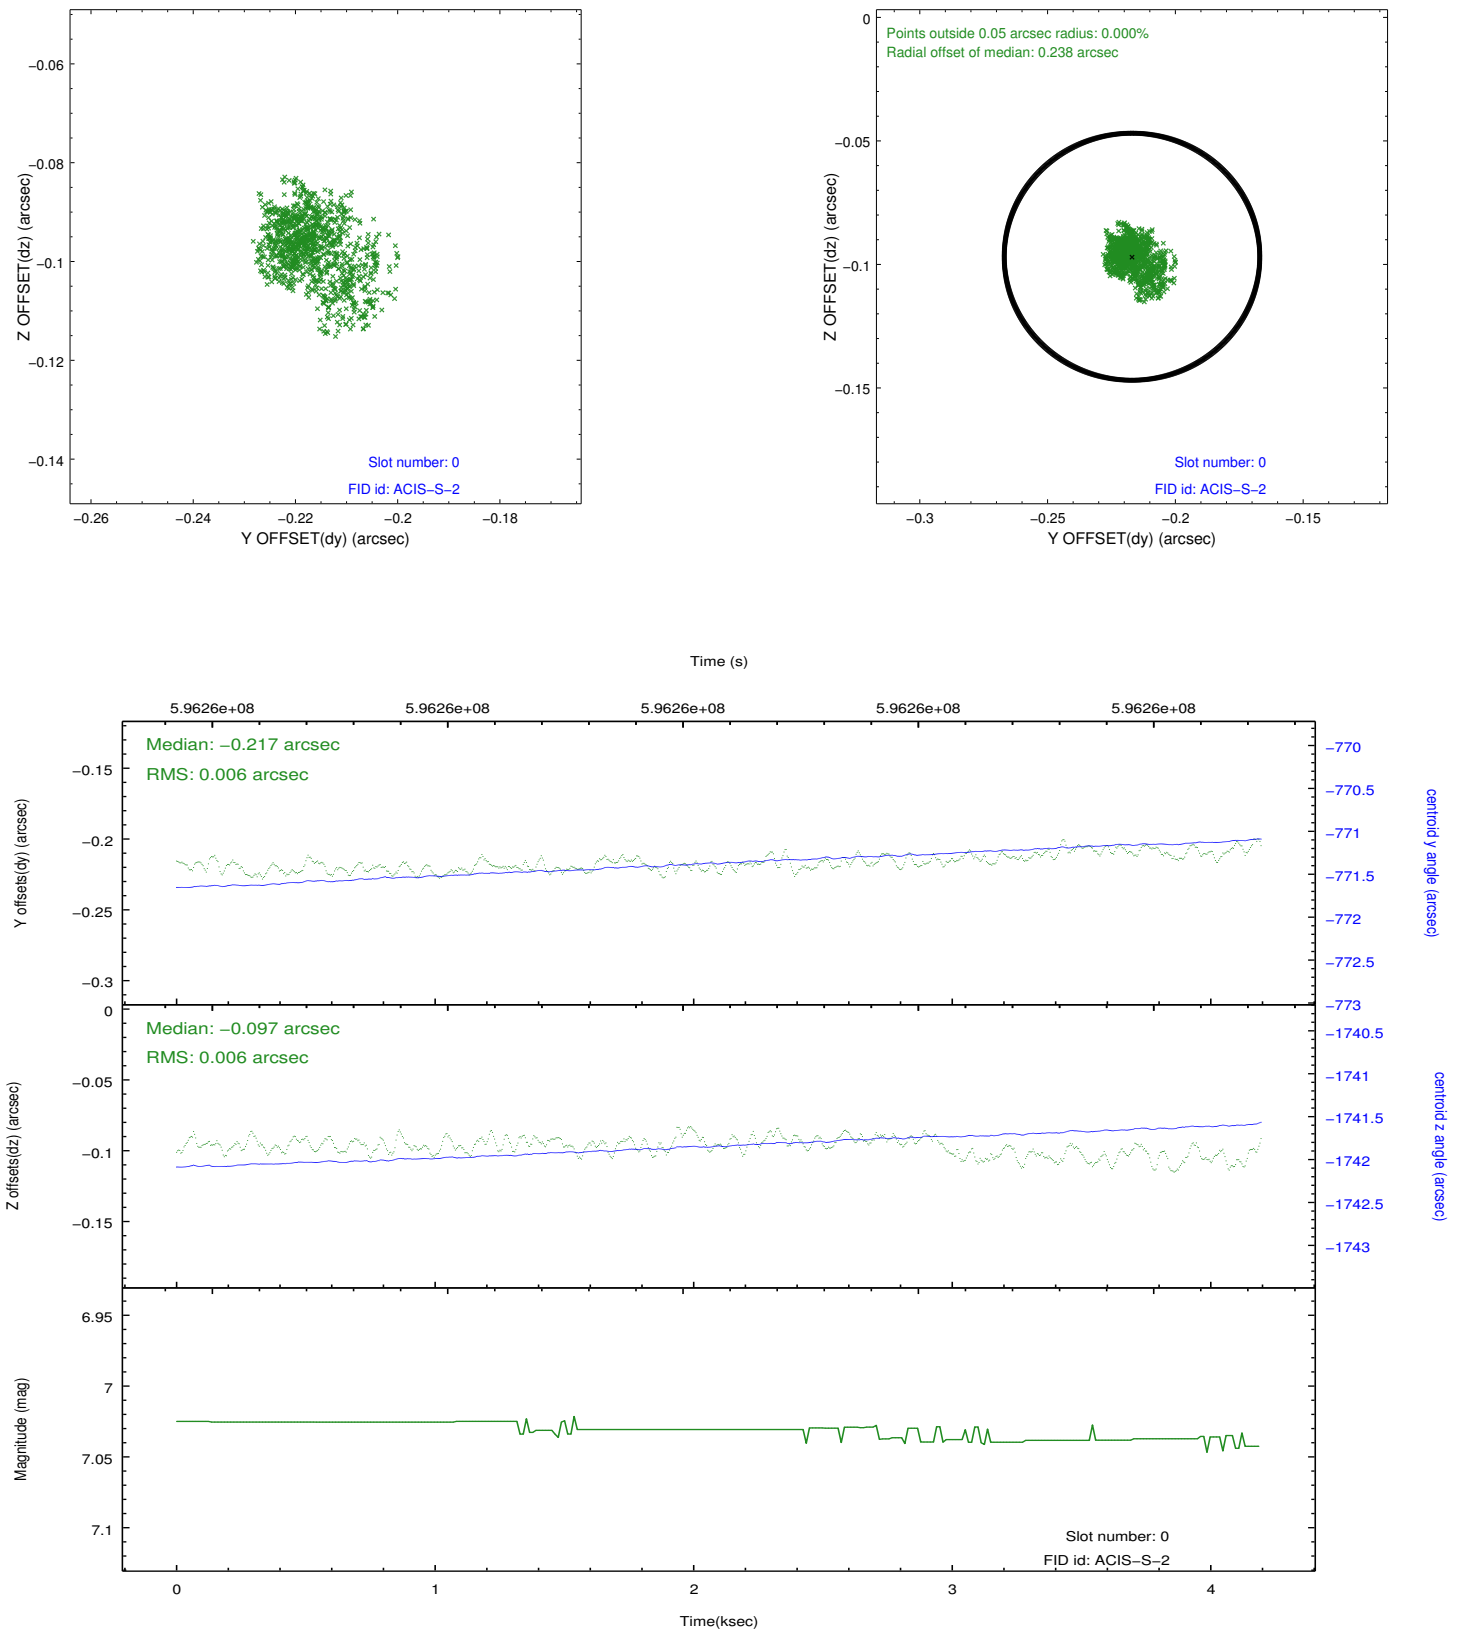 −0.06
−0.08
−0.1
−0.12
−0.14
Z OFFSET(dz) (arcsec)
Slot number: 0
FID id: ACIS−S−2
−0.26
−0.24
−0.22
−0.2
−0.18
Y OFFSET(dy) (arcsec)
Points outside 0.05 arcsec radius: 0.000%
Radial offset of median: 0.238 arcsec
0
−0.05
−0.1
−0.15
Z OFFSET(dz) (arcsec)
Slot number: 0
FID id: ACIS−S−2
−0.3
−0.25
−0.2
−0.15
Y OFFSET(dy) (arcsec)
Time (s)
5.9626e+08
5.9626e+08
5.9626e+08
5.9626e+08
5.9626e+08
Median: −0.217 arcsec
RMS: 0.006 arcsec
−0.15
−0.2
−0.25
−0.3
Y offsets(dy) (arcsec)
−770
−770.5
−771
−771.5
−772
−772.5
−773
centroid y angle (arcsec)
Median: −0.097 arcsec
RMS: 0.006 arcsec
0
−0.05
−0.1
−0.15
Z offsets(dz) (arcsec)
−1740.5
−1741
−1741.5
−1742
−1742.5
−1743
centroid z angle (arcsec)
6.95
7
7.05
7.1
Magnitude (mag)
Slot number: 0
FID id: ACIS−S−2
0
1
2
3
4
Time(ksec)